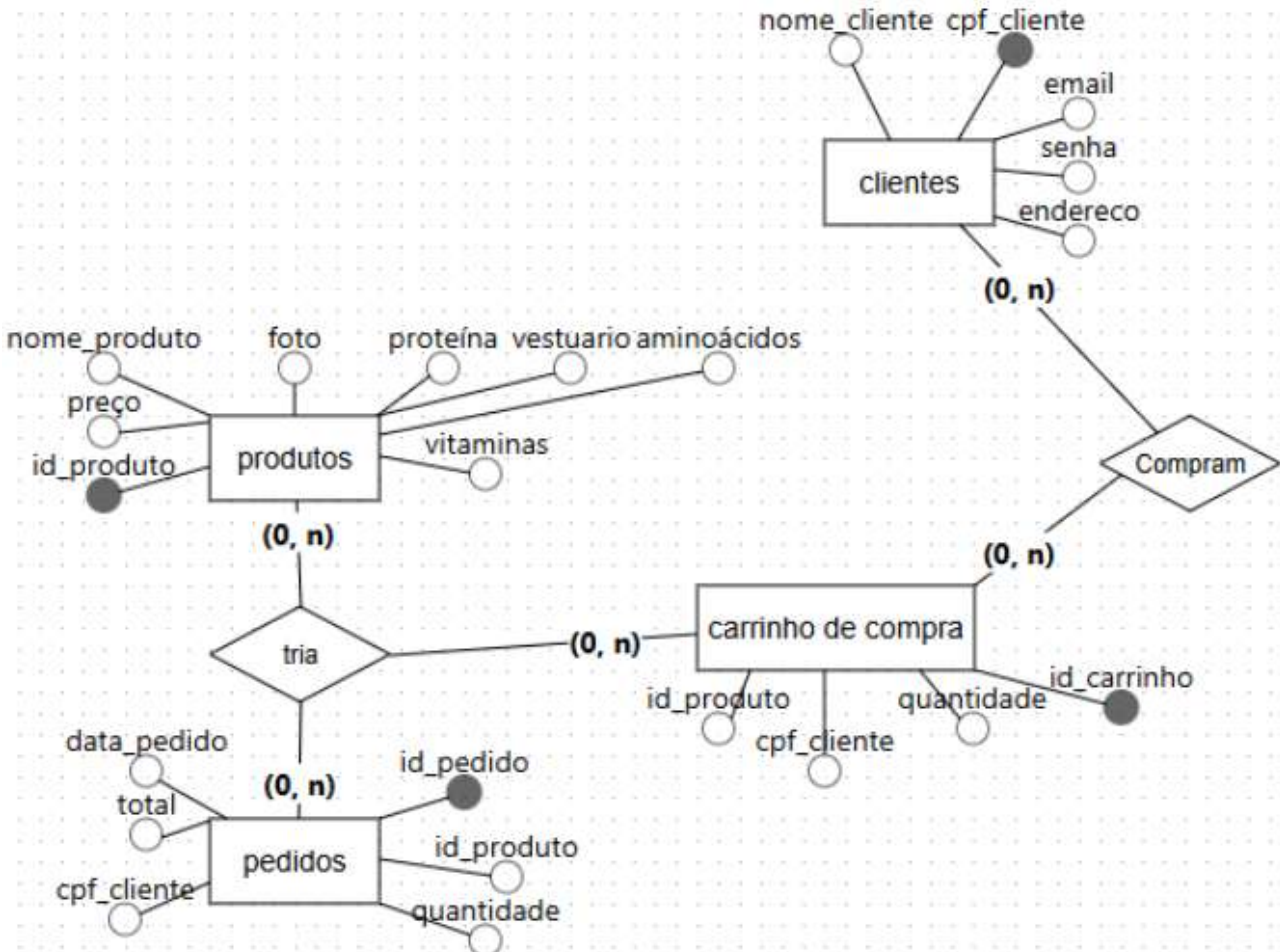 nome_cliente cpf_cliente
email
senha
clientes
endereco
(0, n)
nome_produto foto proteína vestuario aminoácidos
preço
id_produto
produtos
vitaminas
Compram
(0, n)
(0, n)
carrinho de compra
(0, n)
tria
id_produto
cpf_cliente
quantidade
id_carrinho
data_pedido
total
(0, n)
id_pedido
pedidos
id_produto
cpf_cliente
quantidade